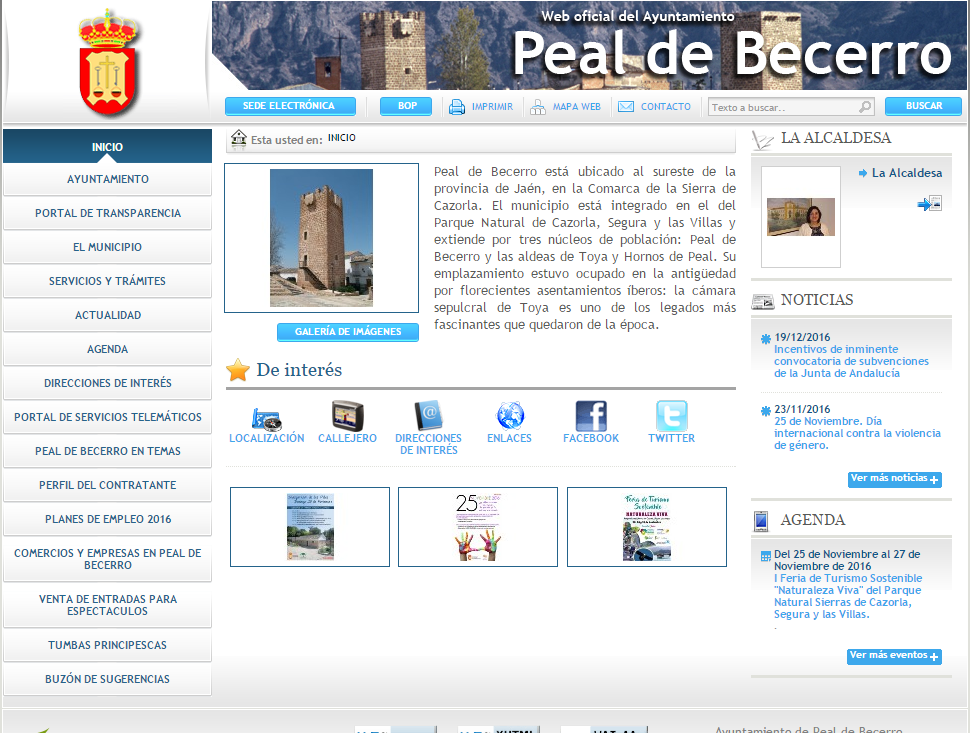 Web oficial del Ayuntamiento
Peal de Becerro
SEDE ELECTRÓNICA
BOP
IMPRIMIR
MAPA WEB
CONTACTO
Texto a buscar..
BUSCAR
INICIO
AYUNTAMIENTO
PORTAL DE TRANSPARENCIA
EL MUNICIPIO
SERVICIOS Y TRÁMITES
ACTUALIDAD
AGENDA
DIRECCIONES DE INTERÉS
PORTAL DE SERVICIOS TELEMÁTICOS
PEAL DE BECERRO EN TEMAS
PERFIL DEL CONTRATANTE
PLANES DE EMPLEO 2016
COMERCIOS Y EMPRESAS EN PEAL DE
BECERRO
VENTA DE ENTRADAS PARA
ESPECTACULOS
TUMBAS PRINCIPESCAS
BUZÓN DE SUGERENCIAS
Esta usted en: INICIO
Peal de Becerro está ubicado al sureste de la
provincia de Jaén, en la Comarca de la Sierra de
Cazorla. El municipio está integrado en el del
Parque Natural de Cazorla, Segura y las Villas y
extiende por tres núcleos de población: Peal de
Becerro y las aldeas de Toya y Hornos de Peal. Su
emplazamiento estuvo ocupado en la antigüedad
por florecientes asentamientos íberos: la cámara
sepulcral de Toya es uno de los legados más
fascinantes que quedaron de la época.
GALERÍA DE IMÁGENES
De interés
LOCALIZACIÓN
CALLEJERO
DIRECCIONES
DE INTERÉS
ENLACES
FACEBOOK
TWITTER
25
Feria de Turismo
Sostenible
NATURALEZA VIVA
LA ALCALDESA
La Alcaldesa
NOTICIAS
19/12/2016
Incentivos de inminente
convocatoria de subvenciones
de la Junta de Andalucía
23/11/2016
25 de Noviembre. Día
internacional contra la violencia
de género.
Ver más noticias
AGENDA
Del 25 de Noviembre al 27 de
Noviembre de 2016
I Feria de Turismo Sostenible
"Naturaleza Viva" del Parque
Natural Sierras de Cazorla,
Segura y las Villas.
.
Ver más eventos
Ayuntamiento de Peal de Becerro